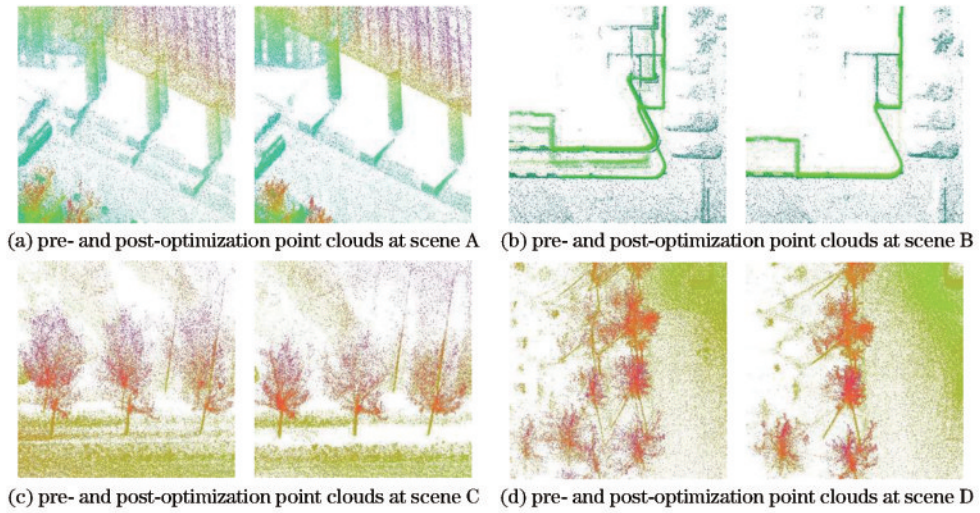 (a) pre- and post-optimization point clouds at scene A
(b) pre- and post-optimization point clouds at scene B
(c) pre- and post-optimization point clouds at scene C
(d) pre- and post-optimization point clouds at scene D